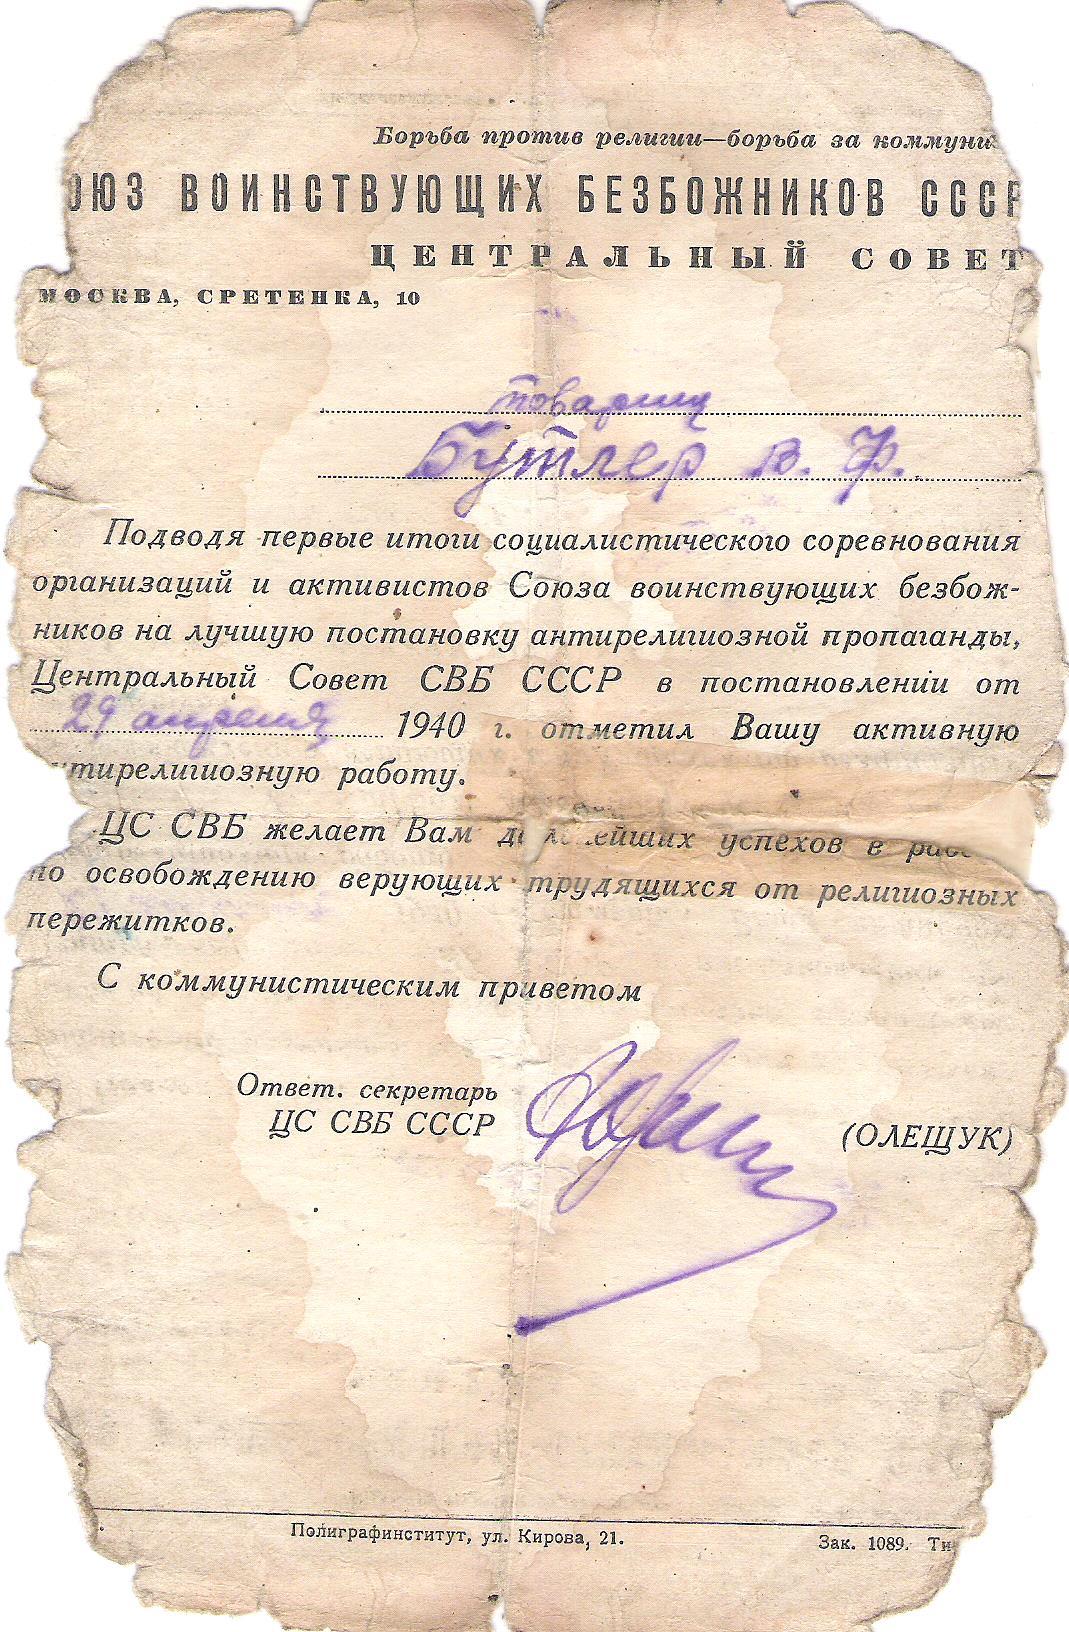 Борьба против религии—борьба за коммуни
ОЮЗ ВОИНСТВУЮЩИХ БЕЗБОЖНИКОВ СССР
ЦЕНТРАЛЬНЫЙ СОВЕТ
МОСКВА, СРЕТЕНКА, 10
товарищ
Бутлер В. Ф.
Подводя первые итоги социалистического соревнования
организаций и активистов Союза воинствующих безбож-
ников на лучшую постановку антирелигиозной пропаганды,
Центральный Совет СВБ СССР в постановлении от
29 апреля 1940 г. отметил Вашу активную
нтирелигиозную работу.
ЦС СВБ желает Вам успехов в
по освобождению верующих трудящихся от религиозных
пережитков.
С коммунистическим приветом
Ответ. секретарь
ЦС СВБ СССР
(ОЛЕЩУК)
Полиграфинститут, ул. Кирова, 21. Зак. 1089. Ти